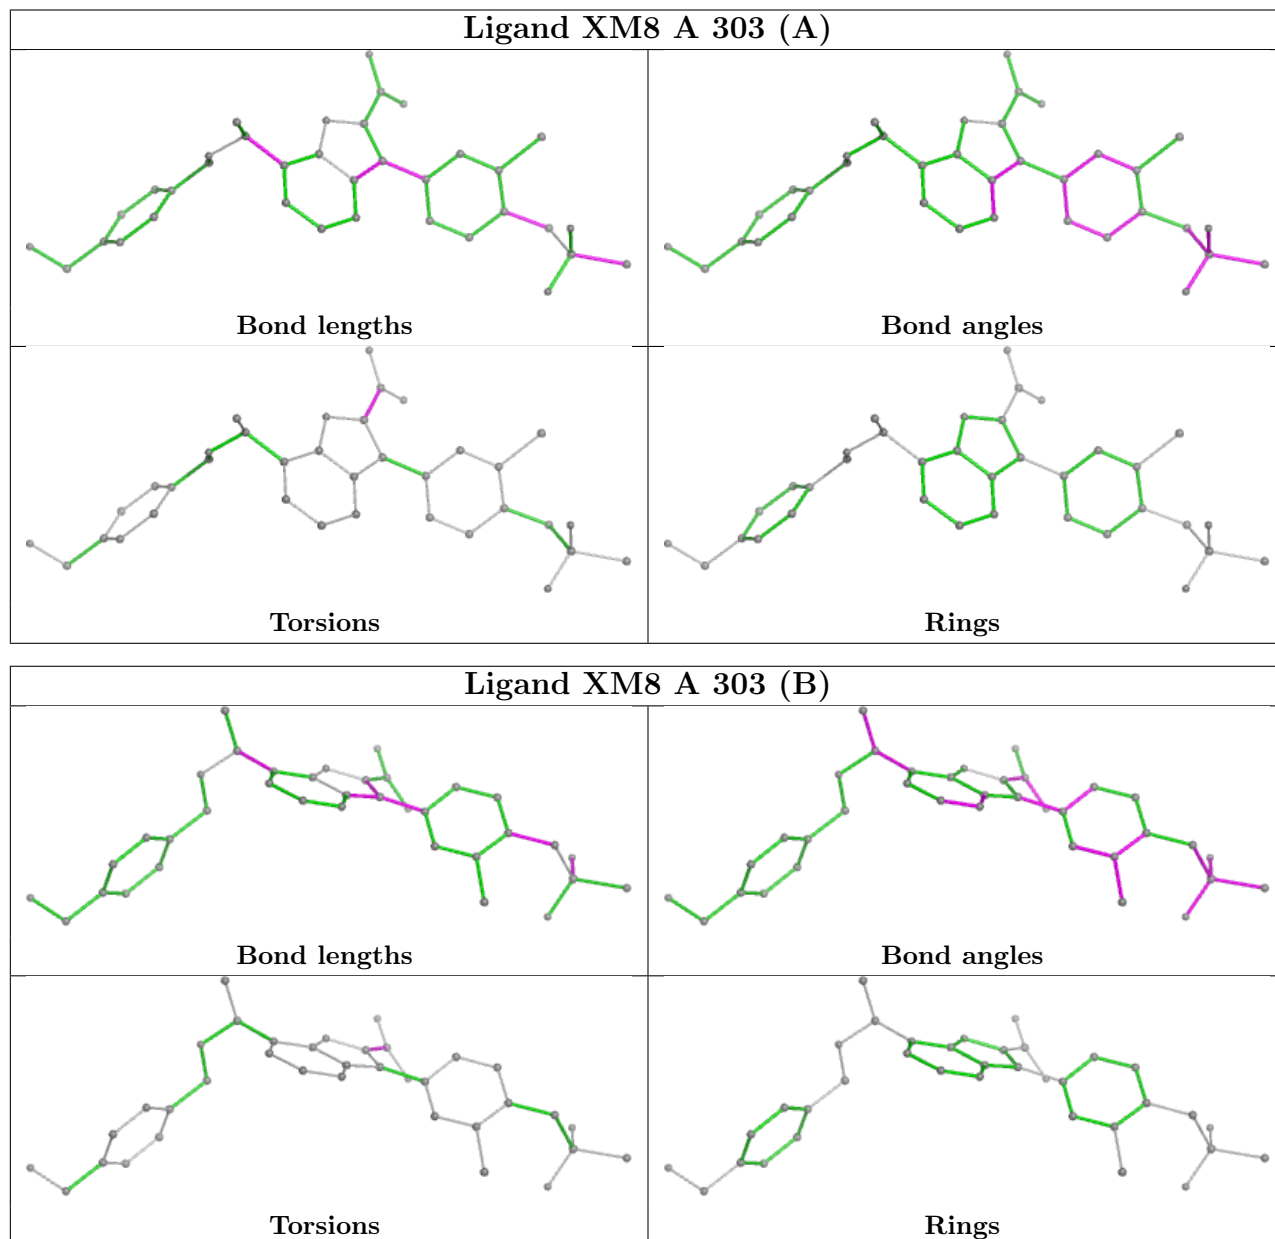 Ligand XM8 A 303 (A)
Bond lengths
Bond angles
Torsions
Rings
Ligand XM8 A 303 (B)
Bond lengths
Bond angles
Torsions
Rings